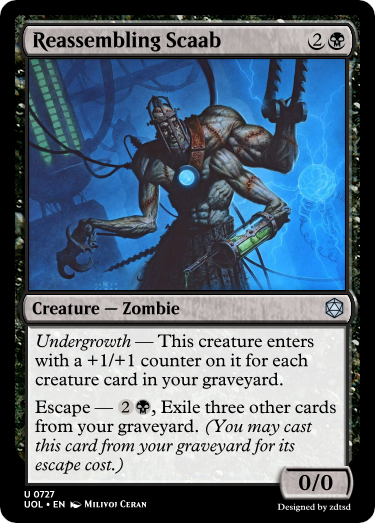 Reassembling Scaab 2
Creature — Zombie
Undergrowth — This creature enters
with a +1/+1 counter on it for each
creature card in your graveyard.
Escape — 2, Exile three other cards
from your graveyard. (You may cast
this card from your graveyard for its
escape cost.)
0/0
U 0727
UOL • EN Milivoj Ceran
Designed by zdtsd